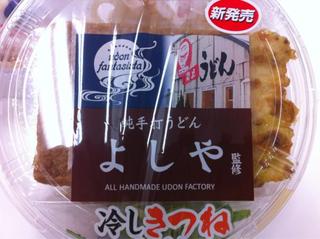 新発売
udon
fantasista
うどん
純手打うどん
よしや
監修
ALL HANDMADE UDON FACTORY
冷しきつね